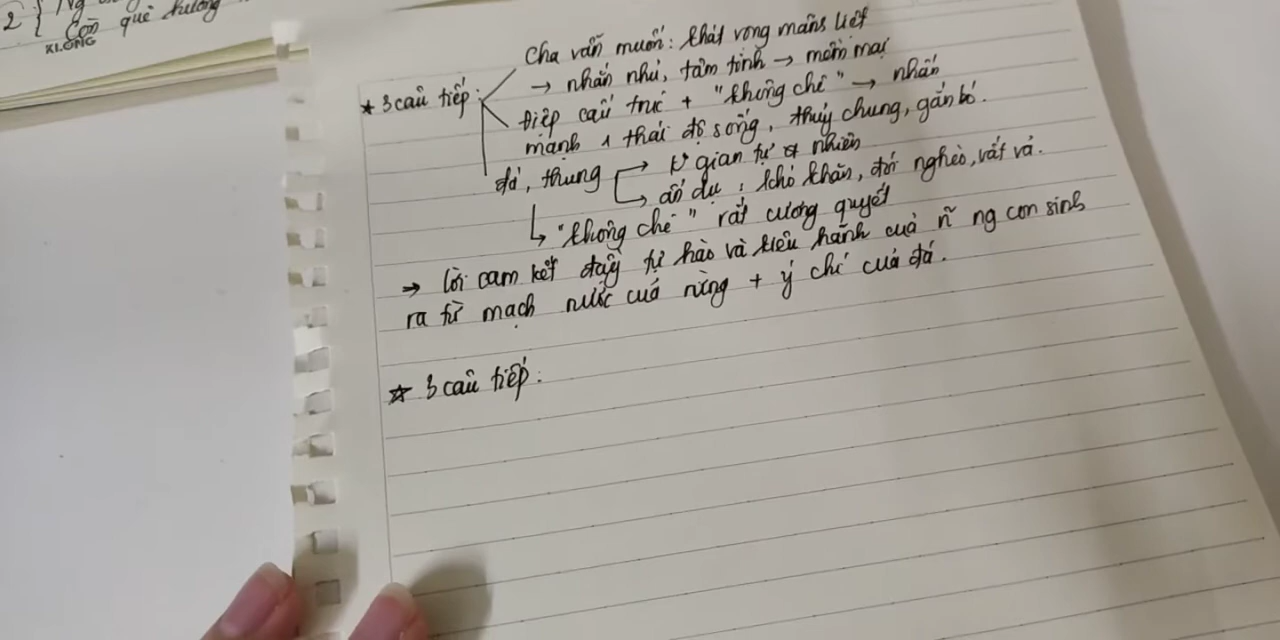 2 { Ng
Còn quê hương
KLONG
Cha vẫn muốn: khát vọng mãnh liệt
→ nhắn nhủ, tâm tình → mềm mại
★ 3 câu tiếp:
Điệp cấu trúc + "không chê" → nhấn
mạnh 1 thái độ sống, thủy chung, gắn bó.
đá, thung → k gian tự nhiên
→ ẩn dụ: khó khăn, đói nghèo, vất vả.
↳ "không chê" rất cương quyết
→ lời cam kết đầy tự hào và kiêu hãnh của ~ ng con sinh
ra từ mạch nước của rừng + ý chí của đá.
☆ 3 câu tiếp: